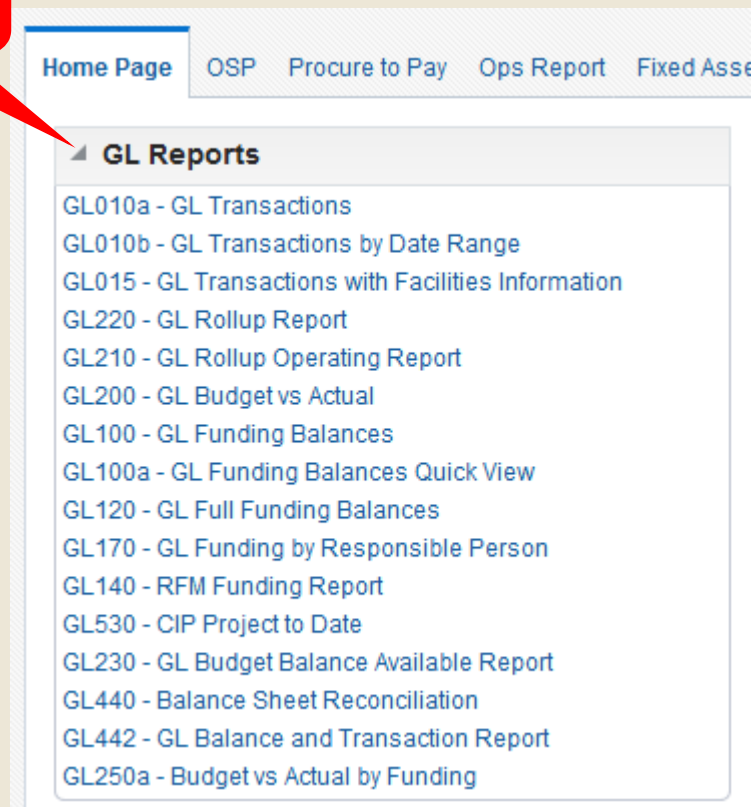 Home Page OSP Procure to Pay Ops Report Fixed Asse
GL Reports
GL010a - GL Transactions
GL010b - GL Transactions by Date Range
GL015 - GL Transactions with Facilities Information
GL220 - GL Rollup Report
GL210 - GL Rollup Operating Report
GL200 - GL Budget vs Actual
GL100 - GL Funding Balances
GL100a - GL Funding Balances Quick View
GL120 - GL Full Funding Balances
GL170 - GL Funding by Responsible Person
GL140 - RFM Funding Report
GL530 - CIP Project to Date
GL230 - GL Budget Balance Available Report
GL440 - Balance Sheet Reconciliation
GL442 - GL Balance and Transaction Report
GL250a - Budget vs Actual by Funding